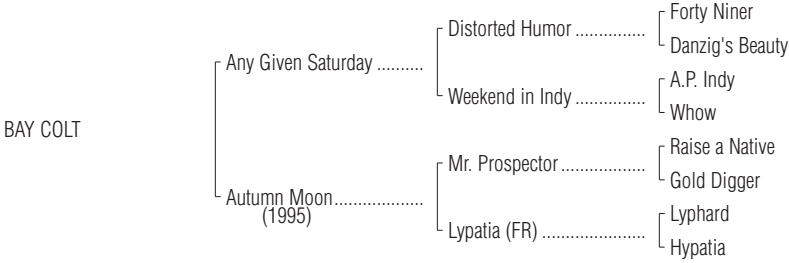 Forty Niner
Distorted Humor ...............
Danzig's Beauty
Any Given Saturday ..........
A.P. Indy
Weekend in Indy ...............
Whow
BAY COLT
Raise a Native
Mr. Prospector ..................
Gold Digger
Autumn Moon...................
(1995)
Lyphard
Lypatia (FR) ......................
Hypatia